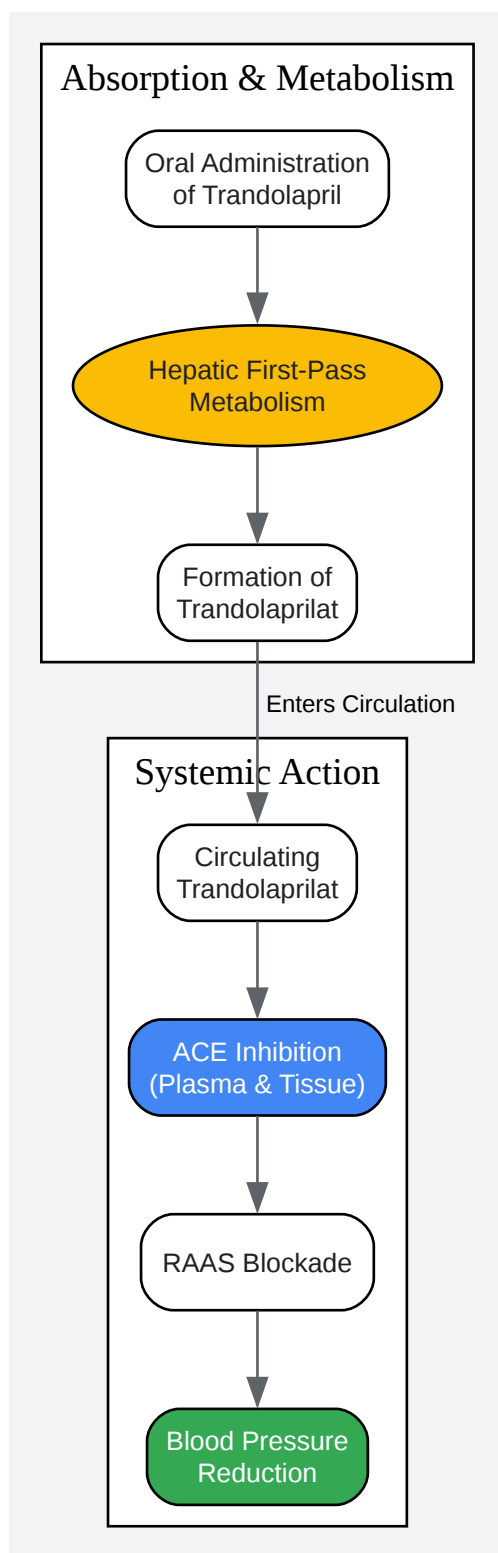 Absorption & Metabolism
Oral Administration
of Trandolapril
Hepatic First-Pass
Metabolism
Formation of
Trandolaprilat
Enters Circulation
Systemic Action
Circulating
Trandolaprilat
ACE Inhibition
(Plasma & Tissue)
RAAS Blockade
Blood Pressure
Reduction